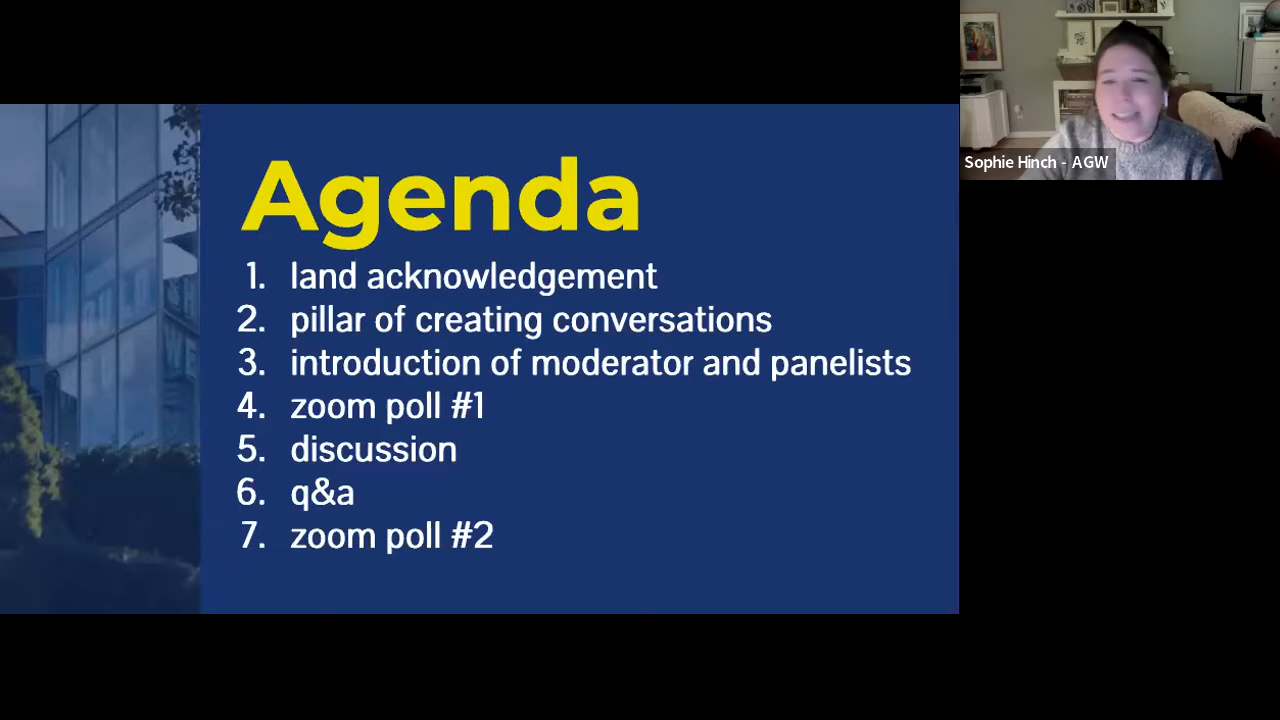 Agenda
1. land acknowledgement
2. pillar of creating conversations
3. introduction of moderator and panelists
4. zoom poll #1
5. discussion
6. q&a
7. zoom poll #2
Sophie Hinch - AGW